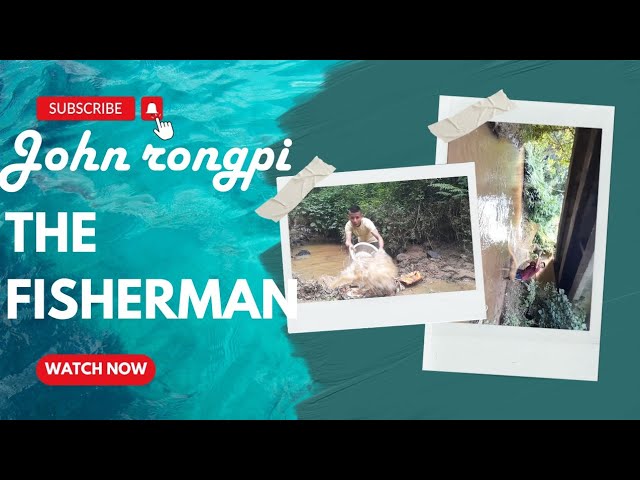 SUBSCRIBE
John rongpi
THE
FISHERMAN
WATCH NOW